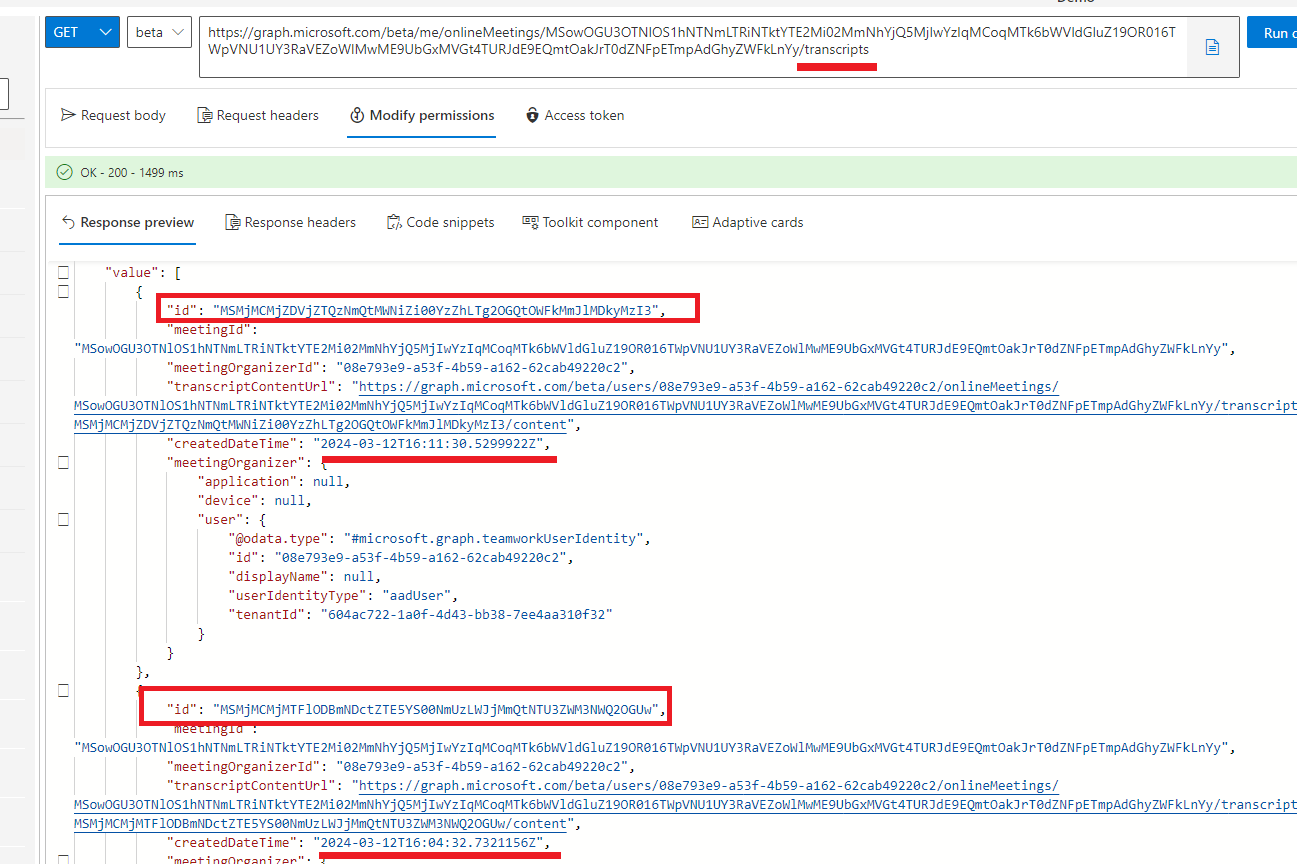 Demo
GET
beta
https://graph.microsoft.com/beta/me/onlineMeetings/MSowOGU3OTNlOS1hNTNmLTRiNTktYTE2Mi02MmNhYjQ5MjIwYzIqMCoqMTk6bWVldGluZ19OR016T
WpVNU1UY3RaVEZoWlMwME9UbGxMVGt4TURJdE9EQmtOakJrT0dZNFpETmpAdGhyZWFkLnYy/transcripts
Run
Request body
Request headers
Modify permissions
Access token
OK - 200 - 1499 ms
Response preview
Response headers
Code snippets
Toolkit component
Adaptive cards
"value": [
{
"id": "MSMjMCMjZDVjZTQzNmQtMWNiZi00YzZhLTg2OGQtOWFkMmJlMDkyMzI3",
"meetingId":
"MSowOGU3OTNlOS1hNTNmLTRiNTktYTE2Mi02MmNhYjQ5MjIwYzIqMCoqMTk6bWVldGluZ19OR016TWpVNU1UY3RaVEZoWlMwME9UbGxMVGt4TURJdE9EQmtOakJrT0dZNFpETmpAdGhyZWFkLnYy",
"meetingOrganizerId": "08e793e9-a53f-4b59-a162-62cab49220c2",
"transcriptContentUrl": "https://graph.microsoft.com/beta/users/08e793e9-a53f-4b59-a162-62cab49220c2/onlineMeetings/
MSowOGU3OTNlOS1hNTNmLTRiNTktYTE2Mi02MmNhYjQ5MjIwYzIqMCoqMTk6bWVldGluZ19OR016TWpVNU1UY3RaVEZoWlMwME9UbGxMVGt4TURJdE9EQmtOakJrT0dZNFpETmpAdGhyZWFkLnYy/transcript
MSMjMCMjZDVjZTQzNmQtMWNiZi00YzZhLTg2OGQtOWFkMmJlMDkyMzI3/content",
"createdDateTime": "2024-03-12T16:11:30.5299922Z",
"meetingOrganizer": {
"application": null,
"device": null,
"user": {
"@odata.type": "#microsoft.graph.teamworkUserIdentity",
"id": "08e793e9-a53f-4b59-a162-62cab49220c2",
"displayName": null,
"userIdentityType": "aadUser",
"tenantId": "604ac722-1a0f-4d43-bb38-7ee4aa310f32"
}
}
},
{
"id": "MSMjMCMjMTFlODBmNDctZTE5YS00NmUzLWJjMmQtNTU3ZWM3NWQ2OGUw",
"meetingId":
"MSowOGU3OTNlOS1hNTNmLTRiNTktYTE2Mi02MmNhYjQ5MjIwYzIqMCoqMTk6bWVldGluZ19OR016TWpVNU1UY3RaVEZoWlMwME9UbGxMVGt4TURJdE9EQmtOakJrT0dZNFpETmpAdGhyZWFkLnYy",
"meetingOrganizerId": "08e793e9-a53f-4b59-a162-62cab49220c2",
"transcriptContentUrl": "https://graph.microsoft.com/beta/users/08e793e9-a53f-4b59-a162-62cab49220c2/onlineMeetings/
MSowOGU3OTNlOS1hNTNmLTRiNTktYTE2Mi02MmNhYjQ5MjIwYzIqMCoqMTk6bWVldGluZ19OR016TWpVNU1UY3RaVEZoWlMwME9UbGxMVGt4TURJdE9EQmtOakJrT0dZNFpETmpAdGhyZWFkLnYy/transcript
MSMjMCMjMTFlODBmNDctZTE5YS00NmUzLWJjMmQtNTU3ZWM3NWQ2OGUw/content",
"createdDateTime": "2024-03-12T16:04:32.7321156Z",
"meetingOrganizer": {